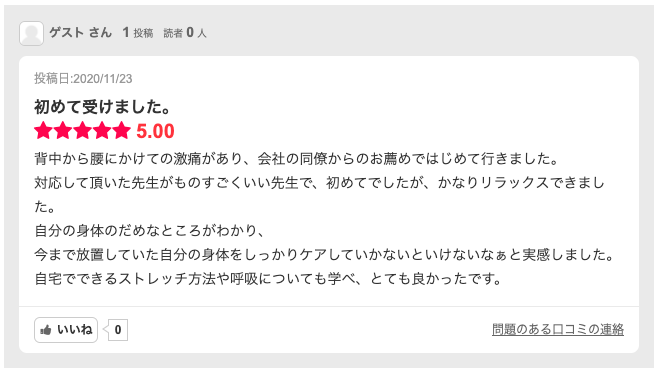 ゲスト さん 1 投稿 読者 0 人
投稿日:2020/11/23
初めて受けました。
5.00
背中から腰にかけての激痛があり、会社の同僚からのお薦めではじめて行きました。
対応して頂いた先生がものすごくいい先生で、初めてでしたが、かなりリラックスできまし
た。
自分の身体のだめなところがわかり、
今まで放置していた自分の身体をしっかりケアしていかないといけないなぁと実感しました。
自宅でできるストレッチ方法や呼吸についても学べ、とても良かったです。
いいね 0 問題のある口コミの連絡